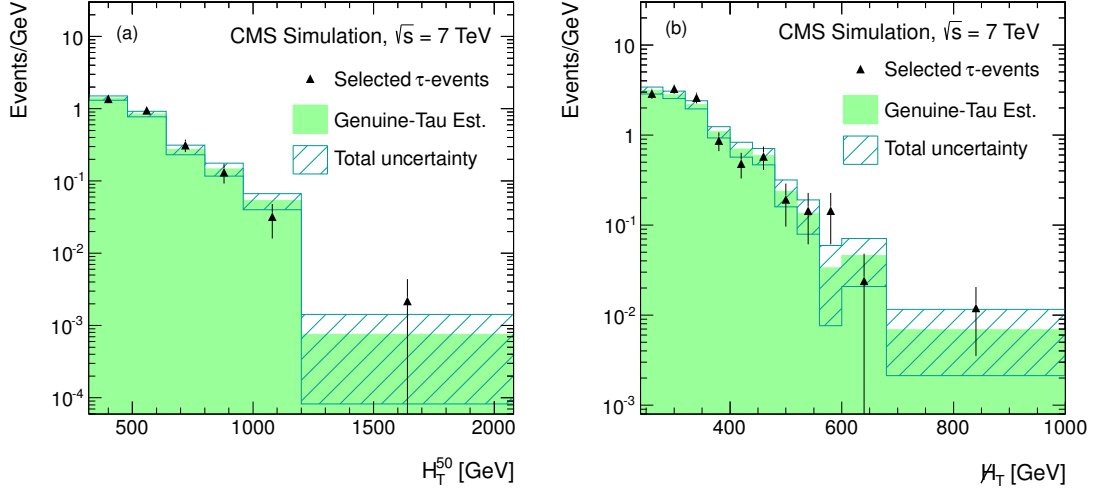 Events/GeV
(a)
CMS Simulation, √s = 7 TeV
Selected τ-events
Genuine-Tau Est.
Total uncertainty
10
1
10⁻¹
10⁻²
10⁻³
10⁻⁴
500 1000 1500 2000
H_T^50 [GeV]
Events/GeV
(b)
CMS Simulation, √s = 7 TeV
Selected τ-events
Genuine-Tau Est.
Total uncertainty
10
1
10⁻¹
10⁻²
10⁻³
400 600 800 1000
H̸_T [GeV]